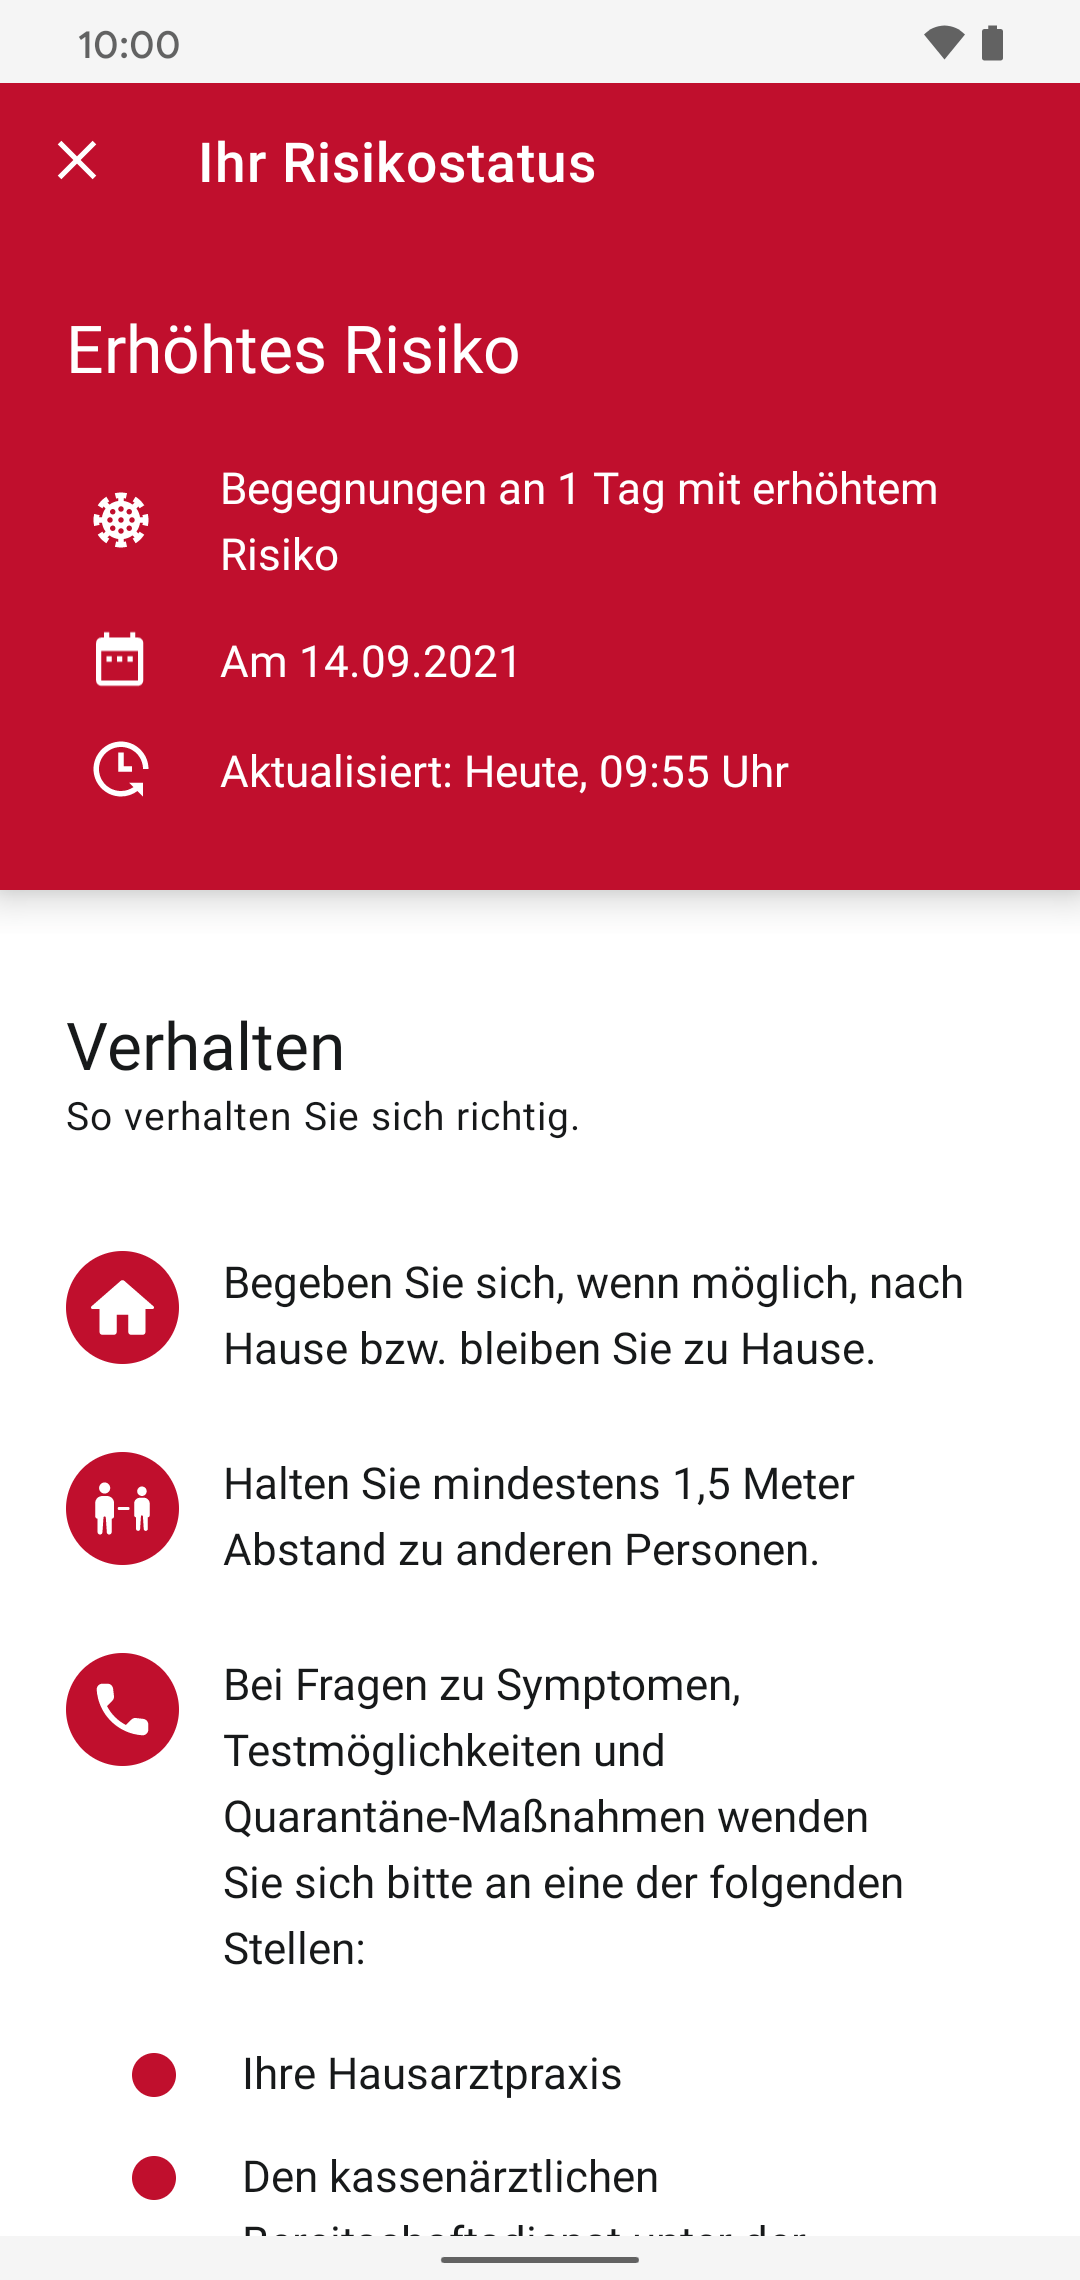 10:00
Ihr Risikostatus
Erhöhtes Risiko
Begegnungen an 1 Tag mit erhöhtem
Risiko
Am 14.09.2021
Aktualisiert: Heute, 09:55 Uhr
Verhalten
So verhalten Sie sich richtig.
Begeben Sie sich, wenn möglich, nach
Hause bzw. bleiben Sie zu Hause.
Halten Sie mindestens 1,5 Meter
Abstand zu anderen Personen.
Bei Fragen zu Symptomen,
Testmöglichkeiten und
Quarantäne-Maßnahmen wenden
Sie sich bitte an eine der folgenden
Stellen:
Ihre Hausarztpraxis
Den kassenärztlichen
Bereitschaftsdienst unter der